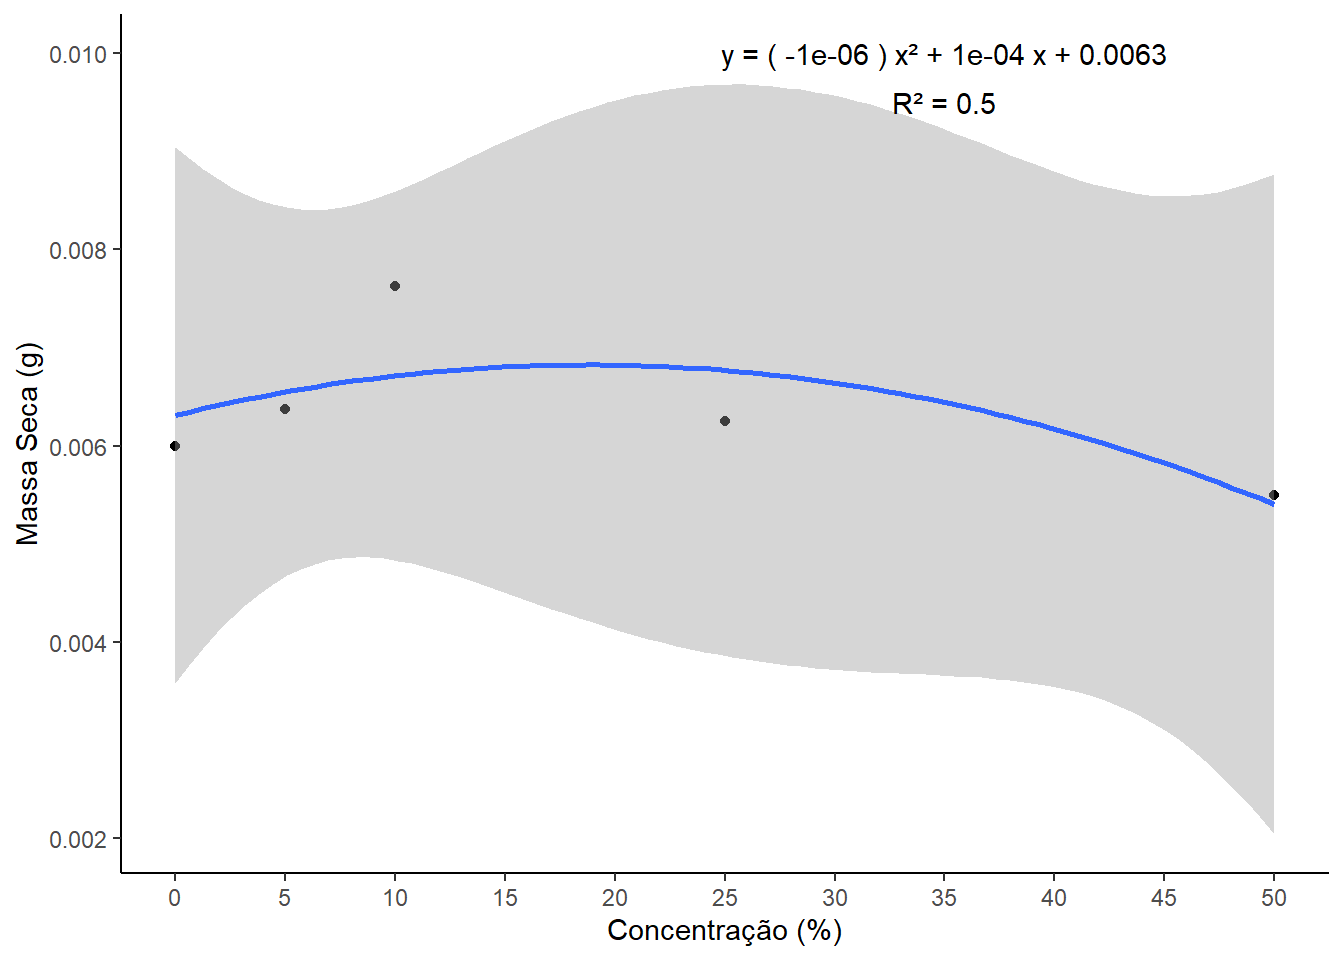 y = ( -1e-06 ) x² + 1e-04 x + 0.0063
R² = 0.5
0.010
0.008
0.006
0.004
0.002
Massa Seca (g)
0 5 10 15 20 25 30 35 40 45 50
Concentração (%)